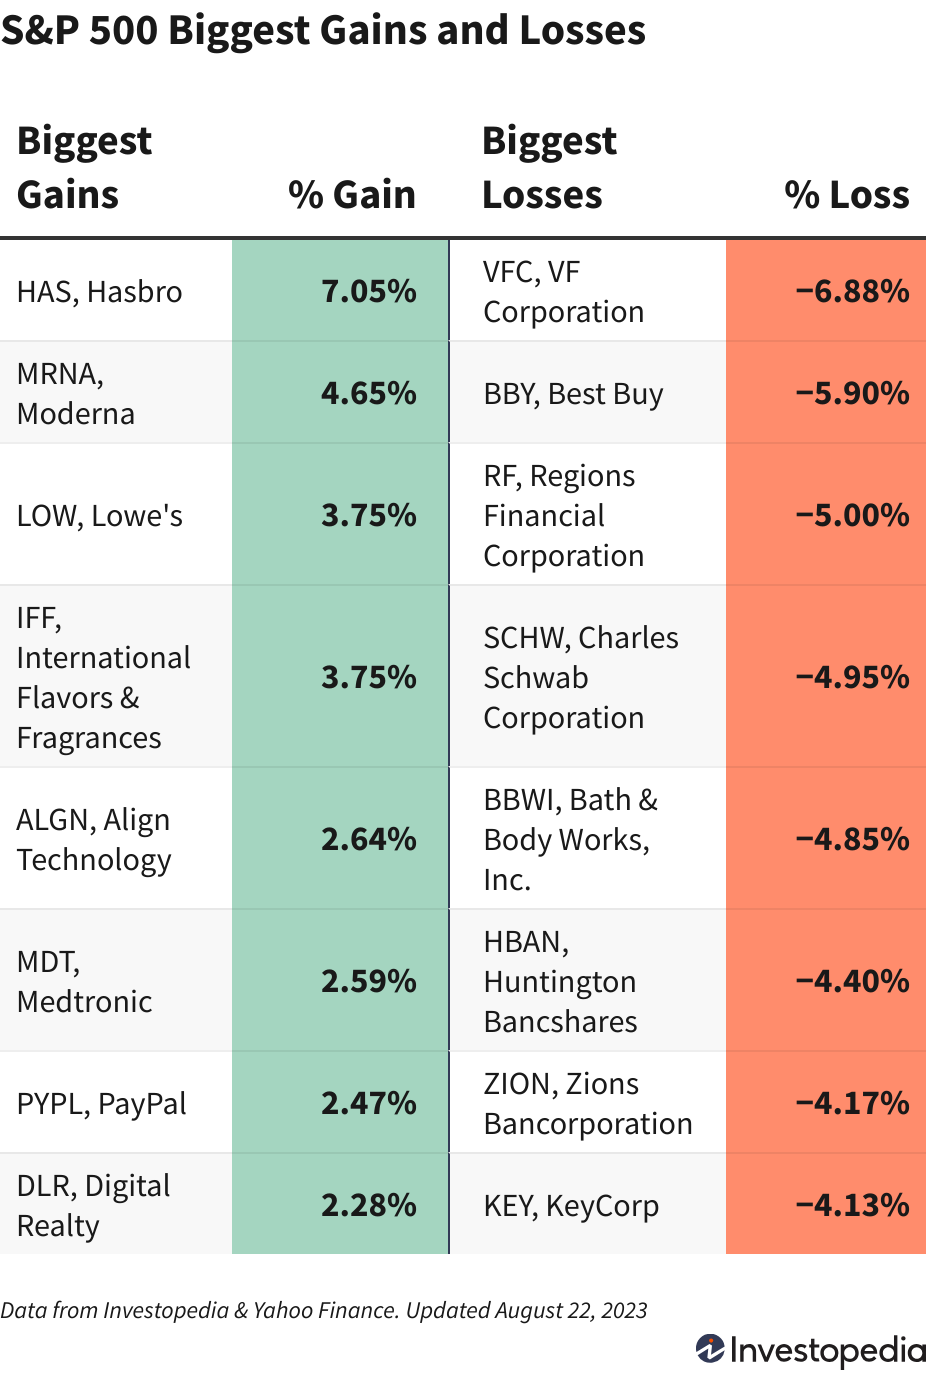 S&P 500 Biggest Gains and Losses
Biggest
Gains
% Gain
Biggest
Losses
% Loss
HAS, Hasbro
7.05%
VFC, VF
Corporation
−6.88%
MRNA,
Moderna
4.65%
BBY, Best Buy
−5.90%
LOW, Lowe's
3.75%
RF, Regions
Financial
Corporation
−5.00%
IFF,
International
Flavors &
Fragrances
3.75%
SCHW, Charles
Schwab
Corporation
−4.95%
ALGN, Align
Technology
2.64%
BBWI, Bath &
Body Works,
Inc.
−4.85%
MDT,
Medtronic
2.59%
HBAN,
Huntington
Bancshares
−4.40%
PYPL, PayPal
2.47%
ZION, Zions
Bancorporation
−4.17%
DLR, Digital
Realty
2.28%
KEY, KeyCorp
−4.13%
Data from Investopedia & Yahoo Finance. Updated August 22, 2023
Investopedia